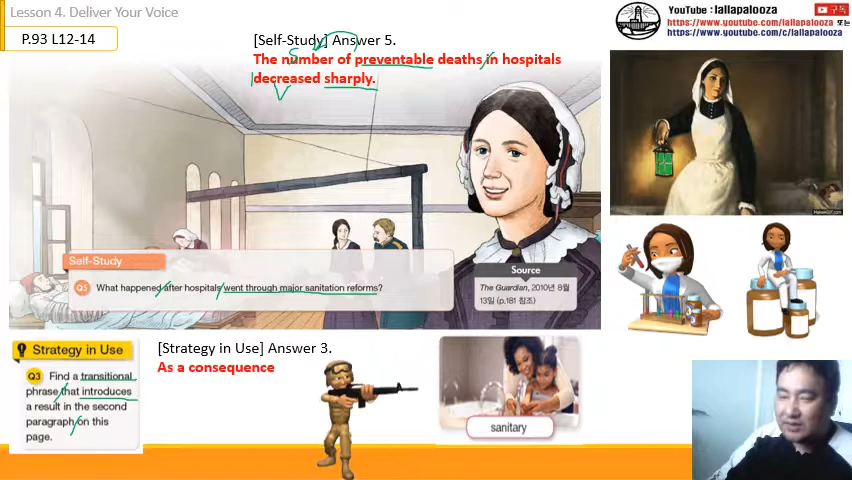 Lesson 4. Deliver Your Voice
P.93 L12-14
YouTube : lallapalooza
구독
https://www.youtube.com/lallapalooza 또는
https://www.youtube.com/c/lallapalooza
[Self-Study] Answer 5.
The number of preventable deaths in hospitals
decreased sharply.
S
V
Self-Study
Q5 What happened after hospitals went through major sanitation reforms?
Source
The Guardian, 2010년 8월
13일 (p.181 참조)
Strategy in Use
Q3 Find a transitional
phrase that introduces
a result in the second
paragraph on this
page.
[Strategy in Use] Answer 3.
As a consequence
sanitary